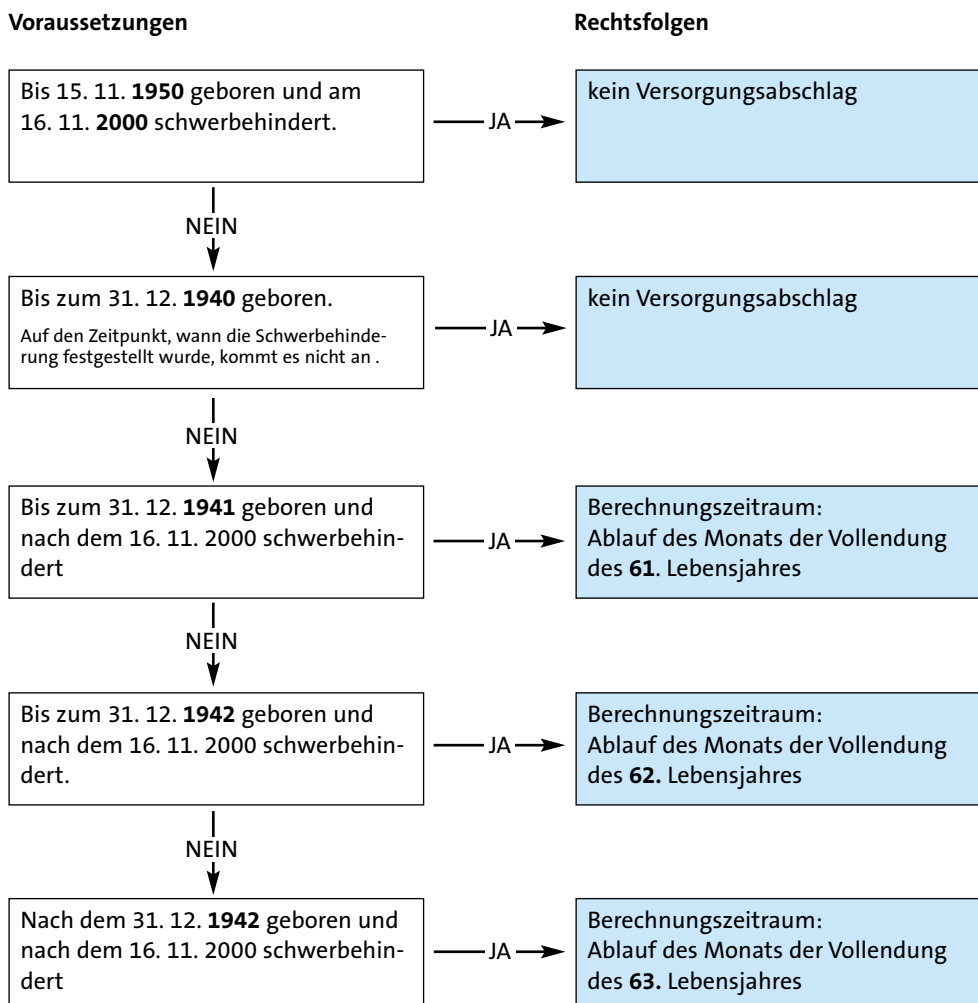 Voraussetzungen
Rechtsfolgen
Bis 15. 11. 1950 geboren und am
16. 11. 2000 schwerbehindert.
JA
kein Versorgungsabschlag
NEIN
Bis zum 31. 12. 1940 geboren.
Auf den Zeitpunkt, wann die Schwerbehinde-
rung festgestellt wurde, kommt es nicht an .
JA
kein Versorgungsabschlag
NEIN
Bis zum 31. 12. 1941 geboren und
nach dem 16. 11. 2000 schwerbehin-
dert
JA
Berechnungszeitraum:
Ablauf des Monats der Vollendung
des 61. Lebensjahres
NEIN
Bis zum 31. 12. 1942 geboren und
nach dem 16. 11. 2000 schwerbehin-
dert.
JA
Berechnungszeitraum:
Ablauf des Monats der Vollendung
des 62. Lebensjahres
NEIN
Nach dem 31. 12. 1942 geboren und
nach dem 16. 11. 2000 schwerbehin-
dert
JA
Berechnungszeitraum:
Ablauf des Monats der Vollendung
des 63. Lebensjahres